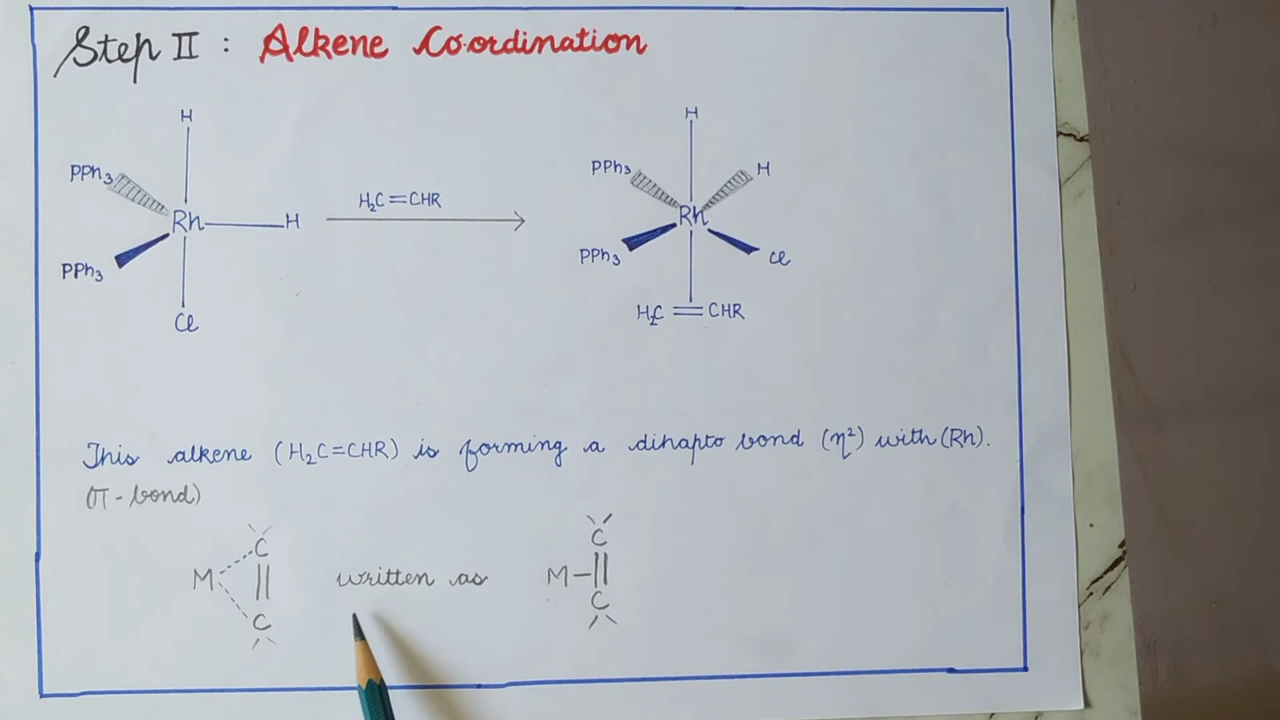 Step II : Alkene Coordination
H
H
PPh₃
PPh₃
H
H₂C=CHR
Rh
H
Rh
PPh₃
PPh₃
Cl
H₂C=CHR
Cl
This alkene (H₂C=CHR) is forming a dihapto bond (η²) with (Rh).
(π-bond)
C
C
M
written as
M
C
C